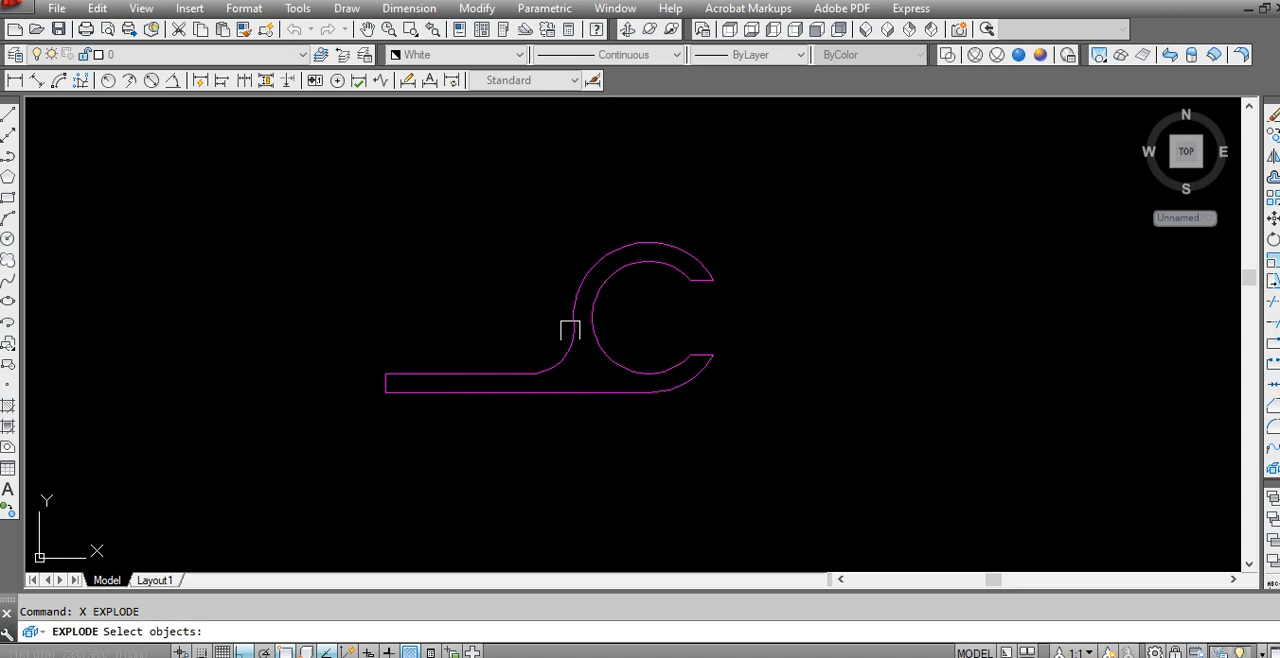 File Edit View Insert Format Tools Draw Dimension Modify Parametric Window Help Acrobat Markups Adobe PDF Express
0 White Continuous ByLayer ByColor
Standard
N
W TOP E
S
Unnamed
Y
X
Model Layout1
Command: X EXPLODE
EXPLODE Select objects:
MODEL 1:1